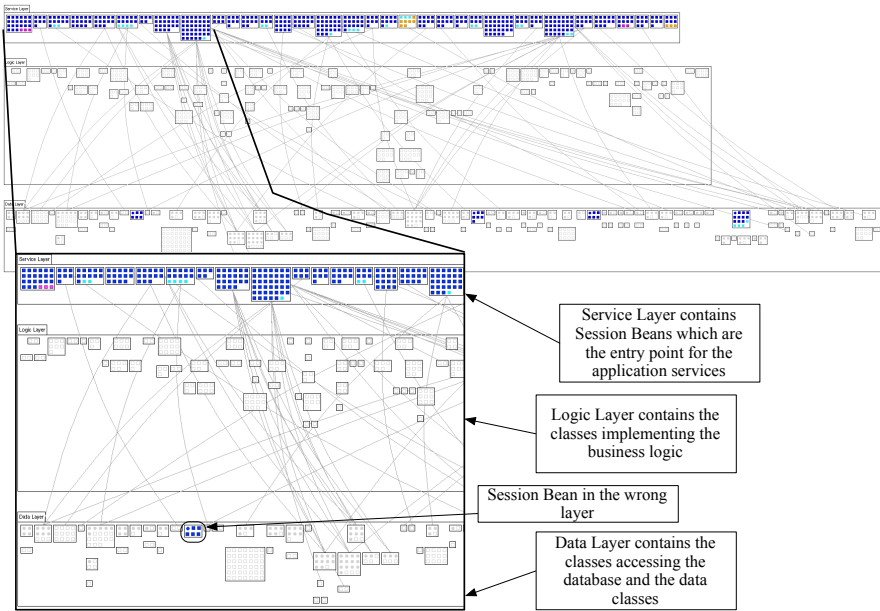 Service Layer
Logic Layer
Data Layer
Service Layer
Logic Layer
Data Layer
Service Layer contains
Session Beans which are
the entry point for the
application services
Logic Layer contains the
classes implementing the
business logic
Session Bean in the wrong
layer
Data Layer contains the
classes accessing the
database and the data
classes